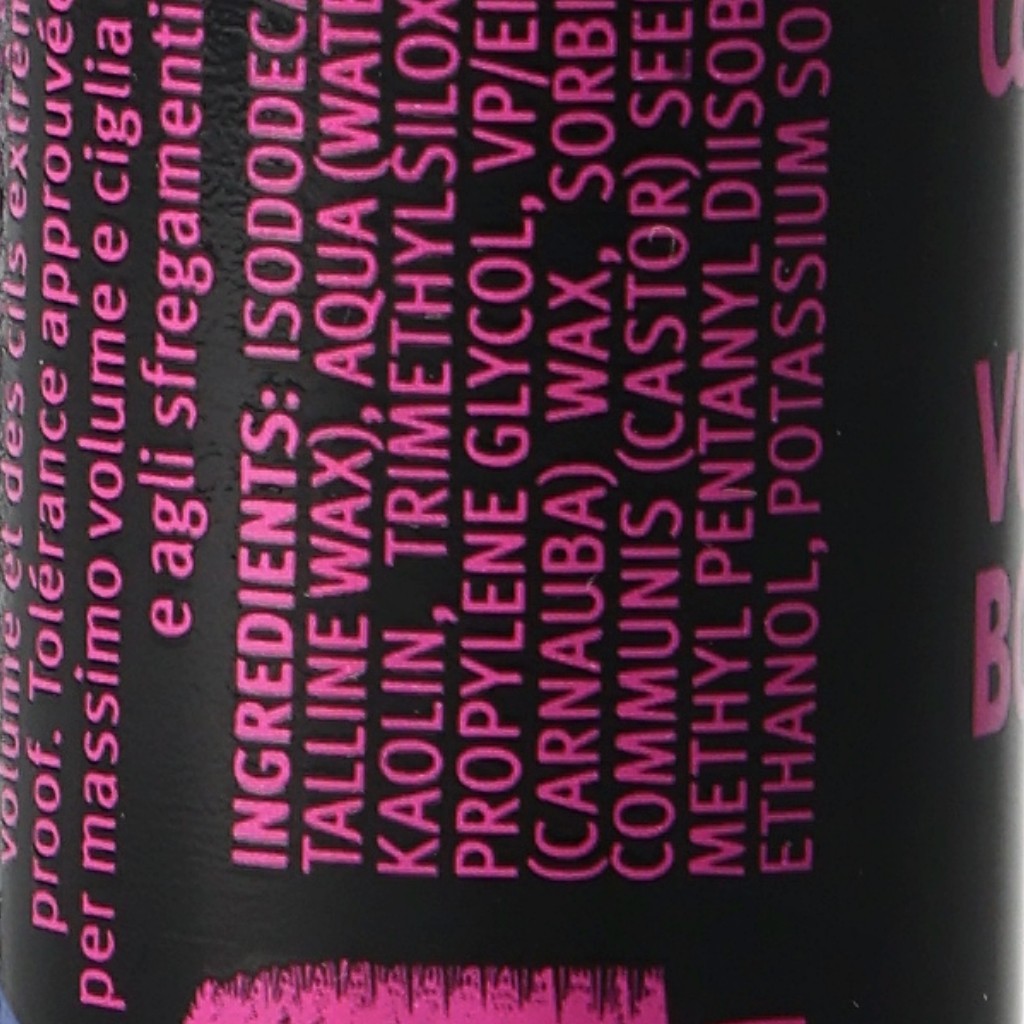 volume et des cils extrêm
proof. Tolérance approuvée
per massimo volume e ciglia
e agli sfregamenti
INGREDIENTS: ISODODECA
TALLINE WAX), AQUA (WATE
KAOLIN, TRIMETHYLSILOX
PROPYLENE GLYCOL, VP/EI
(CARNAUBA) WAX, SORBI
COMMUNIS (CASTOR) SEE
METHYL PENTANYL DIISOB
ETHANOL, POTASSIUM SO
V
B